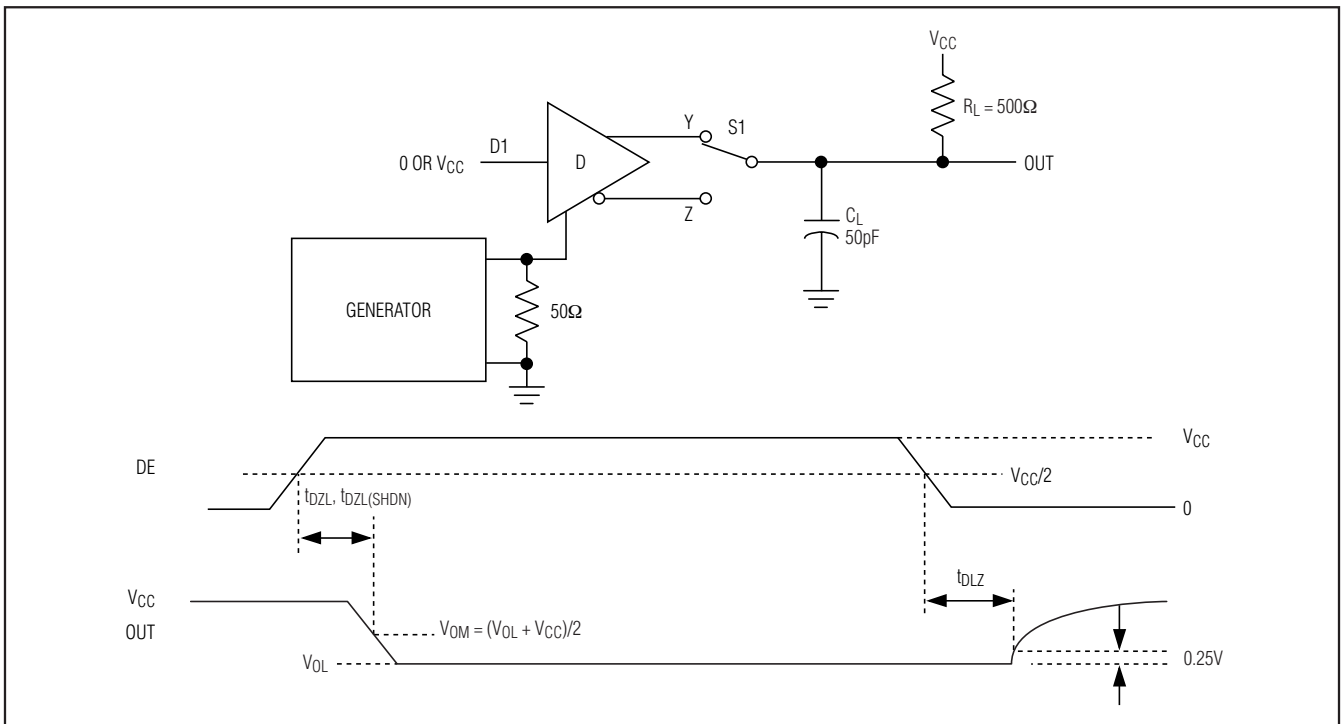 VCC
RL = 500Ω
Y
S1
D1
0 OR VCC
D
OUT
Z
CL
50pF
GENERATOR
50Ω
VCC
DE
VCC/2
tDZL, tDZL(SHDN)
0
tDLZ
VCC
OUT
VOM = (VOL + VCC)/2
VOL
0.25V